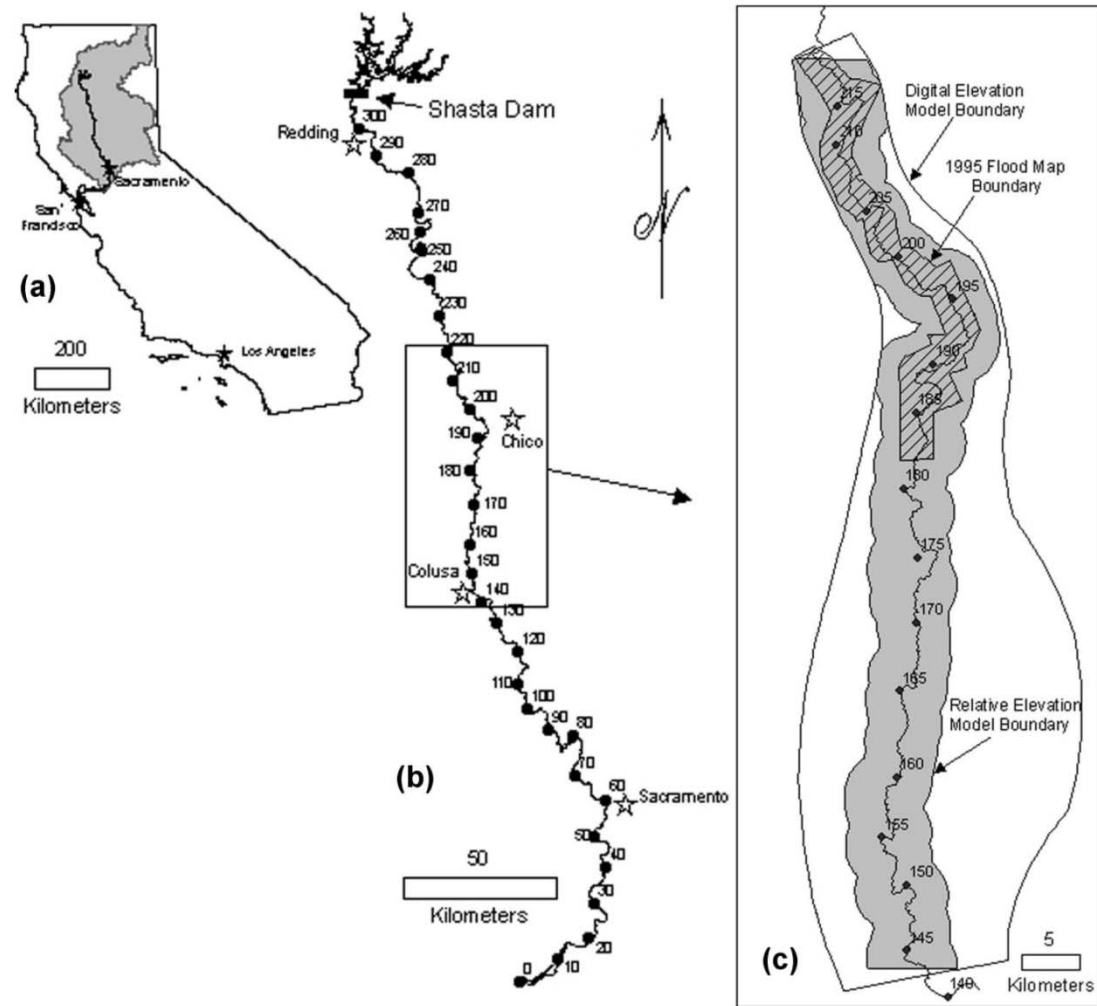 Sacramento
San
Francisco
(a)
200
Kilometers
Los Angeles
Shasta Dam
300
Redding
290
280
270
260
250
240
230
220
210
200
190
Chico
180
170
160
150
Colusa
140
130
120
110
100
90
80
70
(b)
60
Sacramento
50
50
40
Kilometers
30
20
10
0
N
215
Digital Elevation
Model Boundary
210
1995 Flood Map
Boundary
205
200
195
190
185
180
175
170
165
Relative Elevation
Model Boundary
160
155
150
145
(c)
5
Kilometers
140